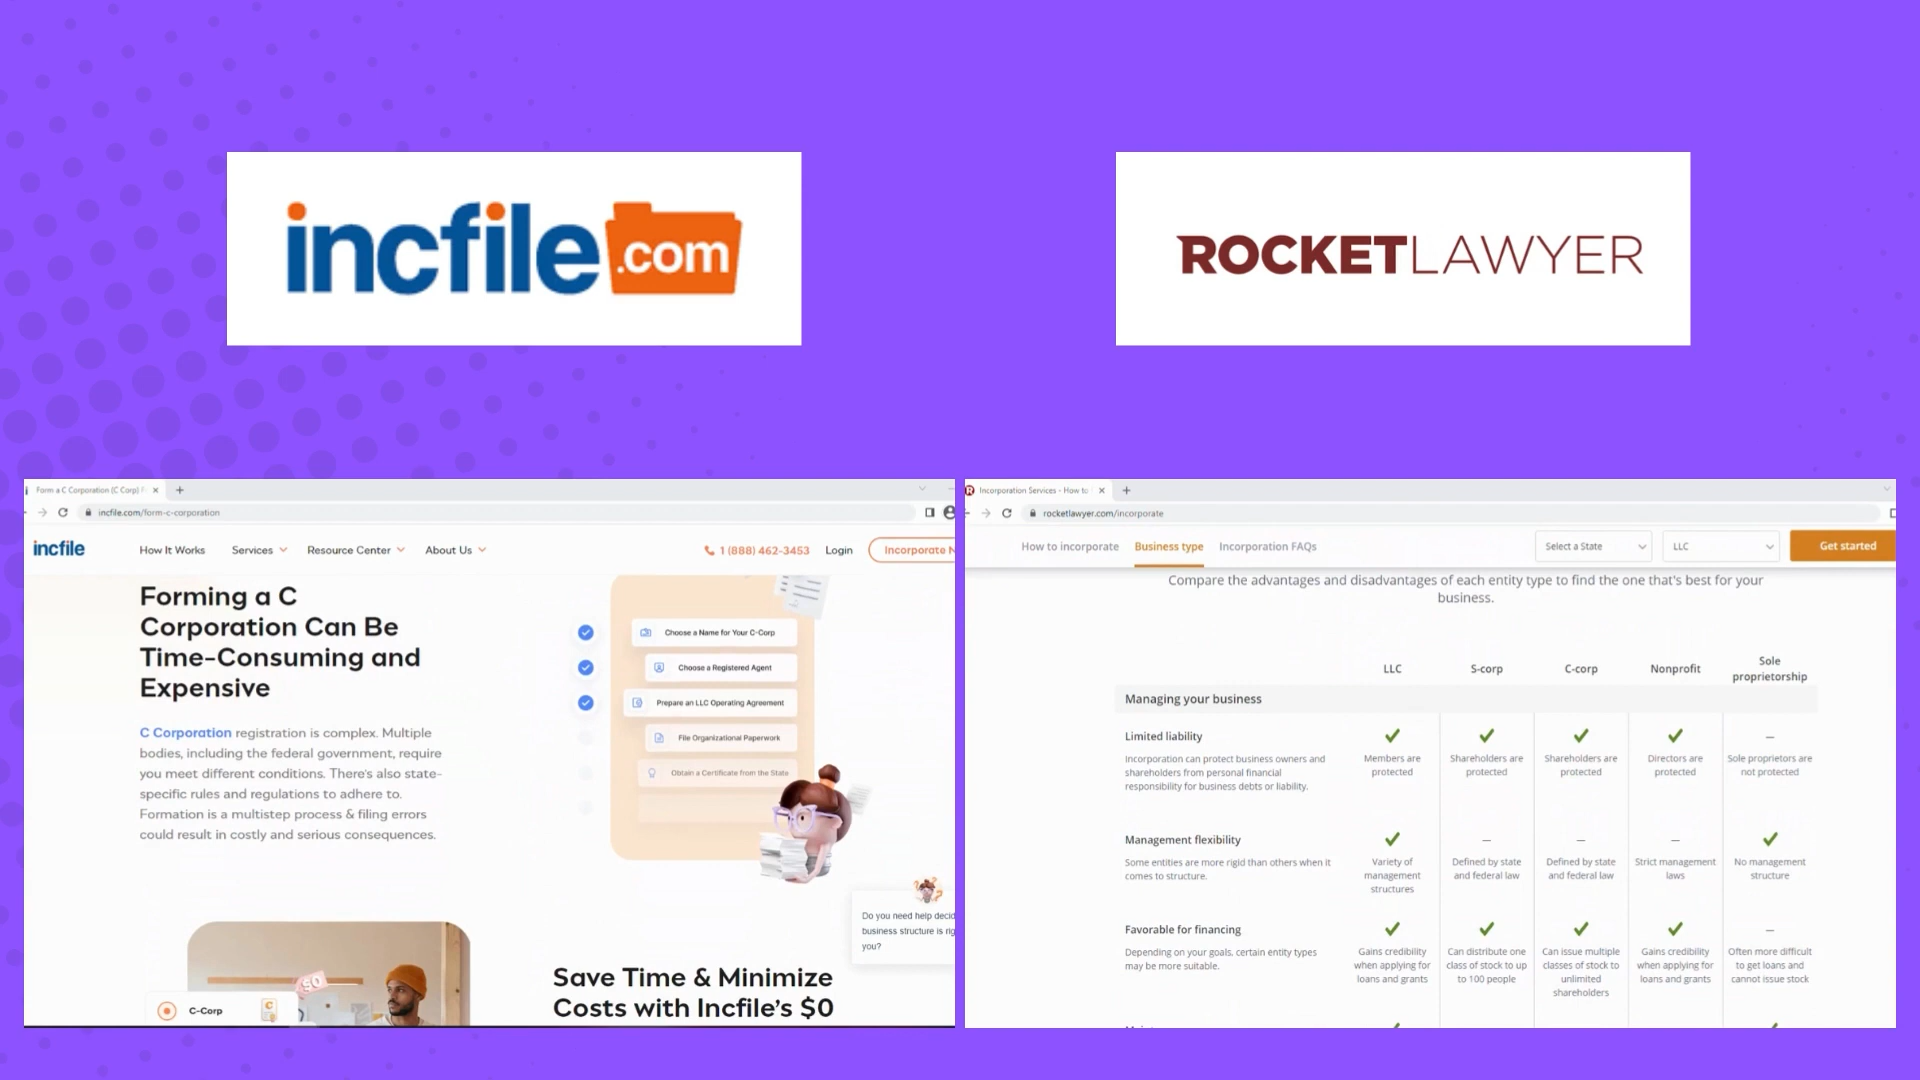 incfile.com
ROCKETLAWYER
Form a C Corporation (C Corp)
incfile.com/form-c-corporation
incfile
How It Works
Services
Resource Center
About Us
1 (888) 462-3453
Login
Incorporate N
Forming a C
Corporation Can Be
Time-Consuming and
Expensive
C Corporation registration is complex. Multiple
bodies, including the federal government, require
you meet different conditions. There's also state-
specific rules and regulations to adhere to.
Formation is a multistep process & filing errors
could result in costly and serious consequences.
Choose a Name for Your C-Corp
Choose a Registered Agent
Prepare an LLC Operating Agreement
File Organizational Paperwork
Obtain a Certificate from the State
Do you need help decid
business structure is rig
you?
$0
C
C-Corp
Save Time & Minimize
Costs with Incfile's $0
R
Incorporation Services - How to
rocketlawyer.com/incorporate
How to incorporate
Business type
Incorporation FAQs
Select a State
LLC
Get started
Compare the advantages and disadvantages of each entity type to find the one that's best for your
business.
LLC
S-corp
C-corp
Nonprofit
Sole
proprietorship
Managing your business
Limited liability
Incorporation can protect business owners and
shareholders from personal financial
responsibility for business debts or liability.
Members are
protected
Shareholders are
protected
Shareholders are
protected
Directors are
protected
Sole proprietors are
not protected
Management flexibility
Some entities are more rigid than others when it
comes to structure.
Variety of
management
structures
Defined by state
and federal law
Defined by state
and federal law
Strict management
laws
No management
structure
Favorable for financing
Depending on your goals, certain entity types
may be more suitable.
Gains credibility
when applying for
loans and grants
Can distribute one
class of stock to up
to 100 people
Can issue multiple
classes of stock to
unlimited
shareholders
Gains credibility
when applying for
loans and grants
Often more difficult
to get loans and
cannot issue stock